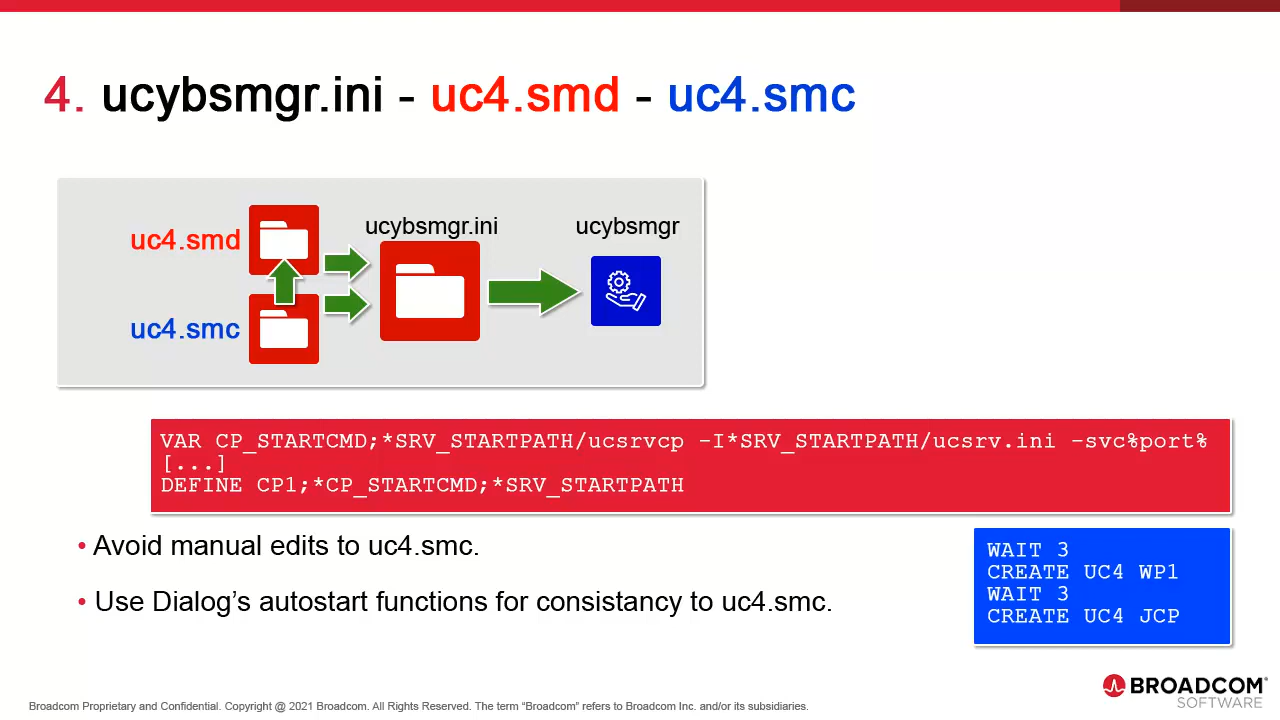 4. ucybsmgr.ini - uc4.smd - uc4.smc
uc4.smd
ucybsmgr.ini
ucybsmgr
uc4.smc
VAR CP_STARTCMD;*SRV_STARTPATH/ucsrvcp -I*SRV_STARTPATH/ucsrv.ini -svc%port%
[...]
DEFINE CP1;*CP_STARTCMD;*SRV_STARTPATH
• Avoid manual edits to uc4.smc.
• Use Dialog's autostart functions for consistancy to uc4.smc.
WAIT 3
CREATE UC4 WP1
WAIT 3
CREATE UC4 JCP
BROADCOM®
SOFTWARE
Broadcom Proprietary and Confidential. Copyright @ 2021 Broadcom. All Rights Reserved. The term “Broadcom” refers to Broadcom Inc. and/or its subsidiaries.